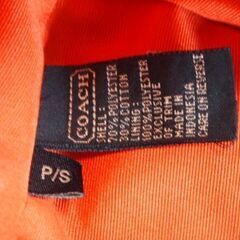 COACH
SHELL:
70% POLYESTER
30% COTTON
LINING:
100% POLYESTER
EXCLUSIVE
OF TRIM
MADE IN
INDONESIA
CARE ON REVERSE
P/S